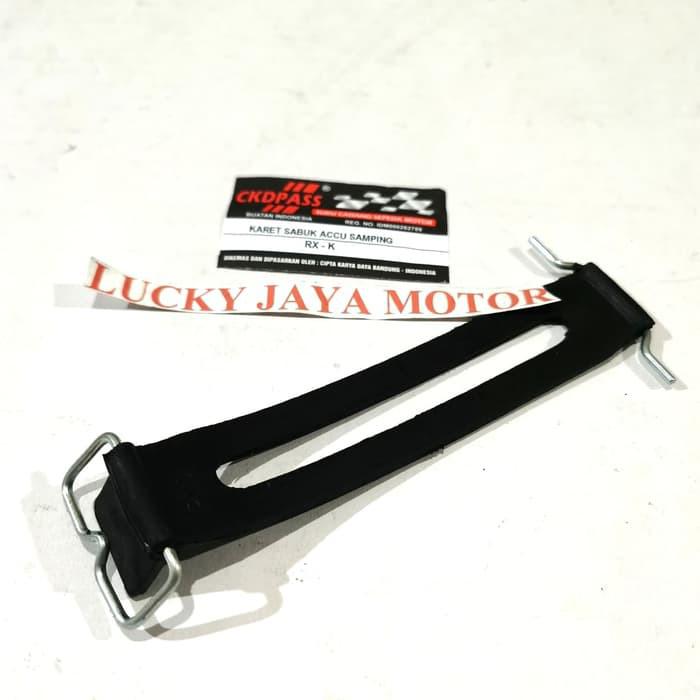 CKDPASS®
SUKU CADANG SEPEDA MOTOR
BUATAN INDONESIA
REG. NO. IDM000262799
KARET SABUK ACCU SAMPING
RX - K
DIKEMAS DAN DIPASARKAN OLEH : CIPTA KARYA DAYA BANDUNG - INDONESIA
LUCKY JAYA MOTOR